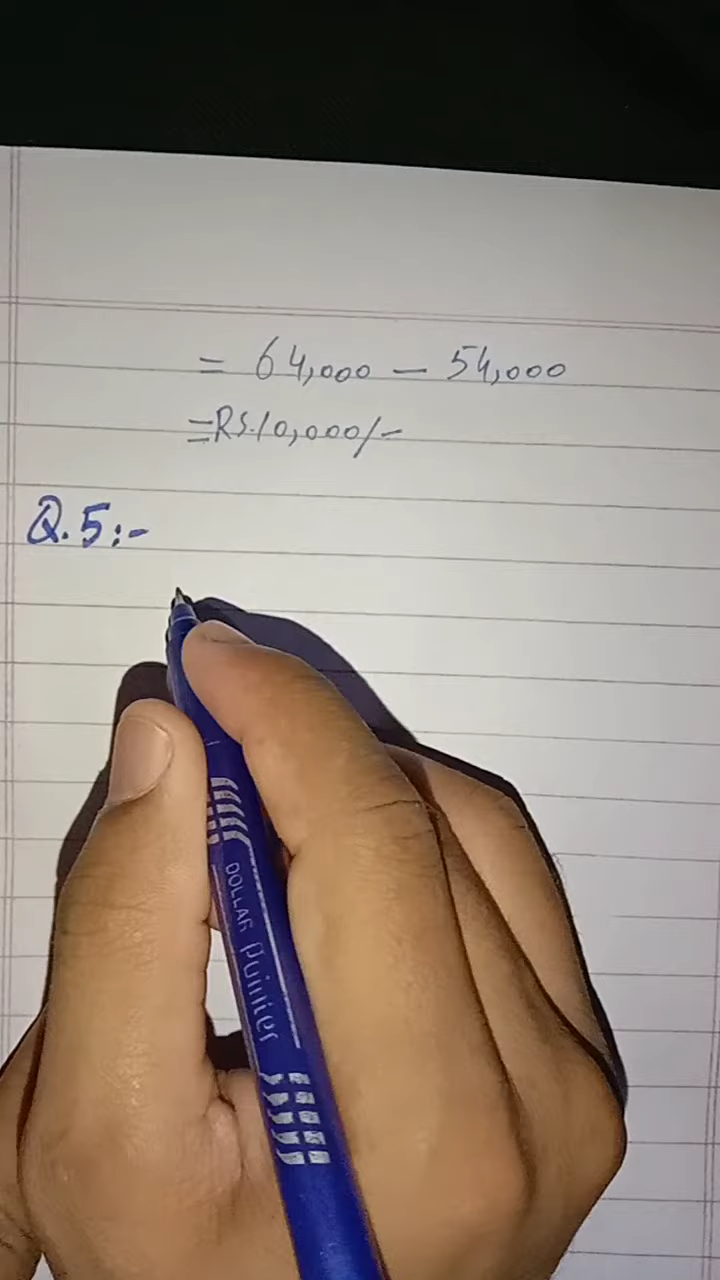 = 64,000 - 54,000
= RS.10,000/-
Q.5:-
DOLLAR Pointer